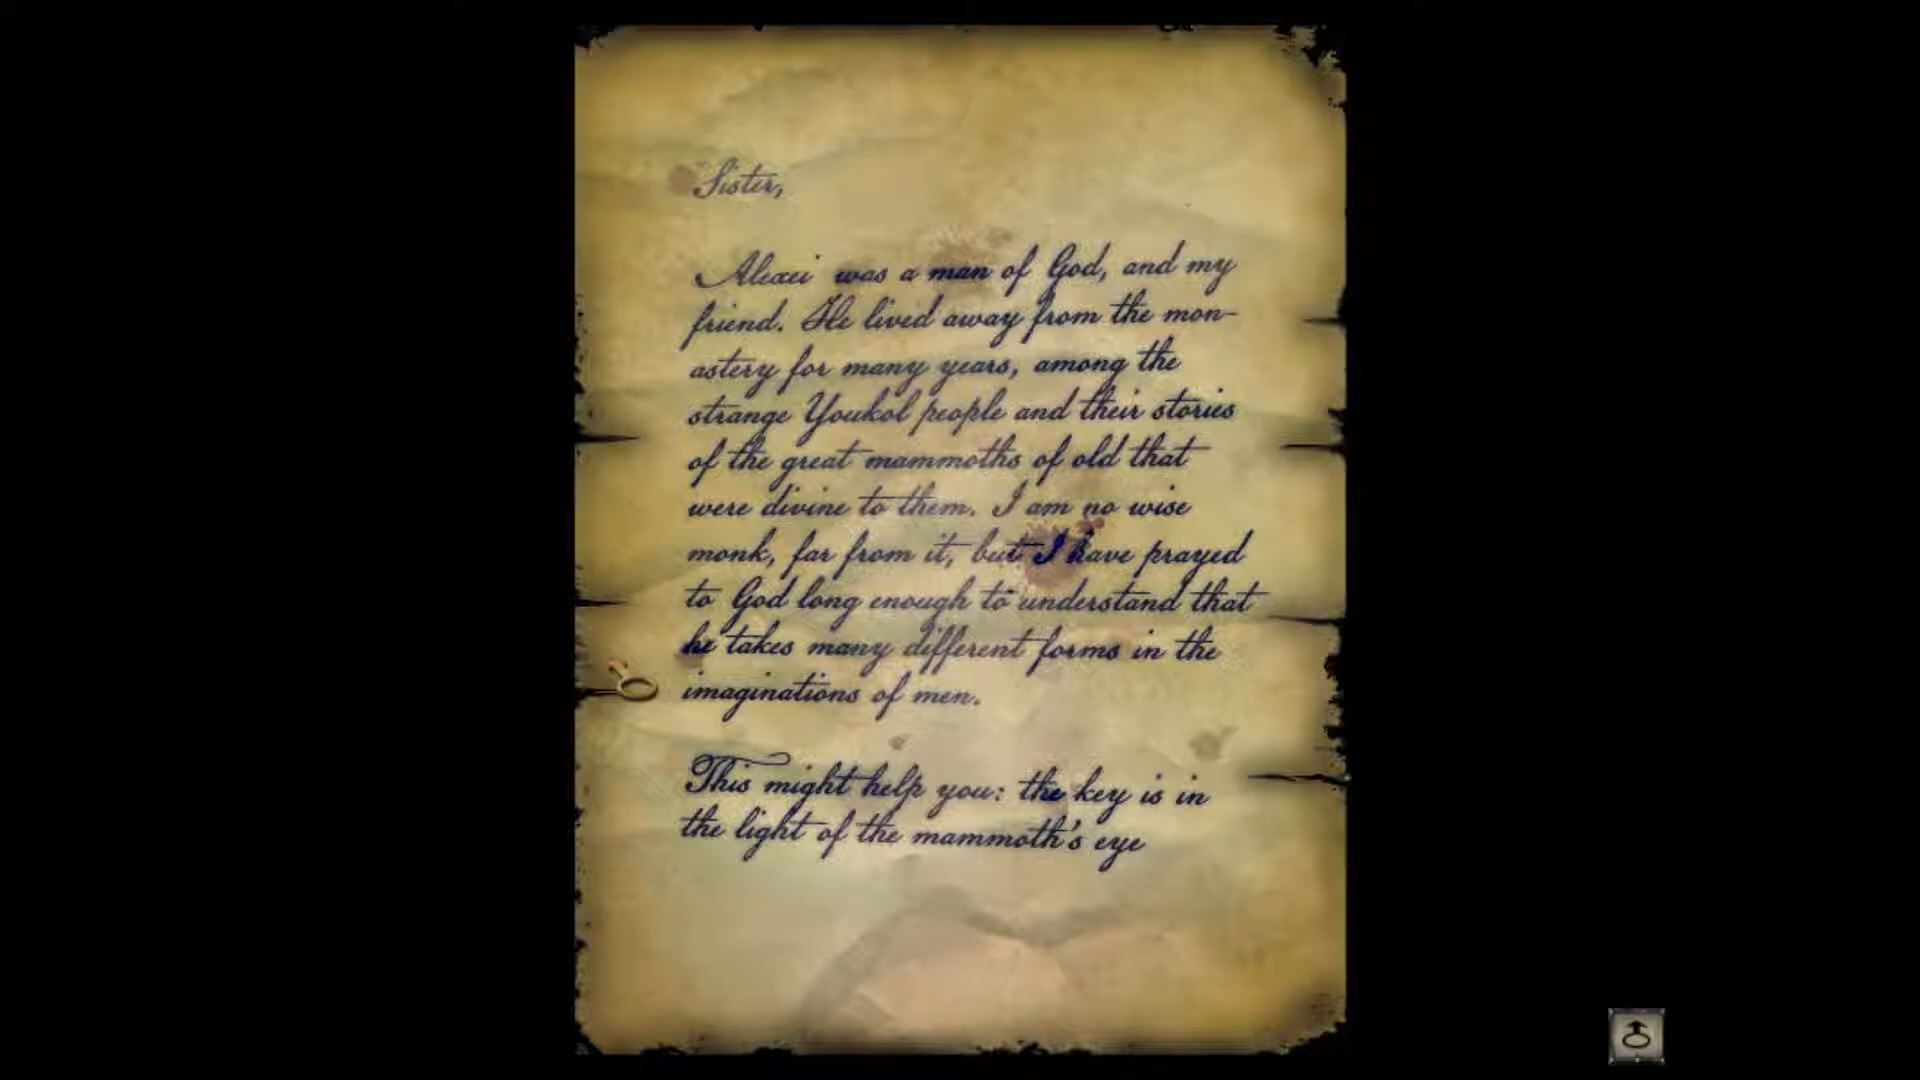 Sister,
Alexei was a man of God, and my
friend. He lived away from the mon-
astery for many years, among the
strange Youkol people and their stories
of the great mammoths of old that
were divine to them. I am no wise
monk, far from it, but I have prayed
to God long enough to understand that
he takes many different forms in the
imaginations of men.
This might help you: the key is in
the light of the mammoth's eye